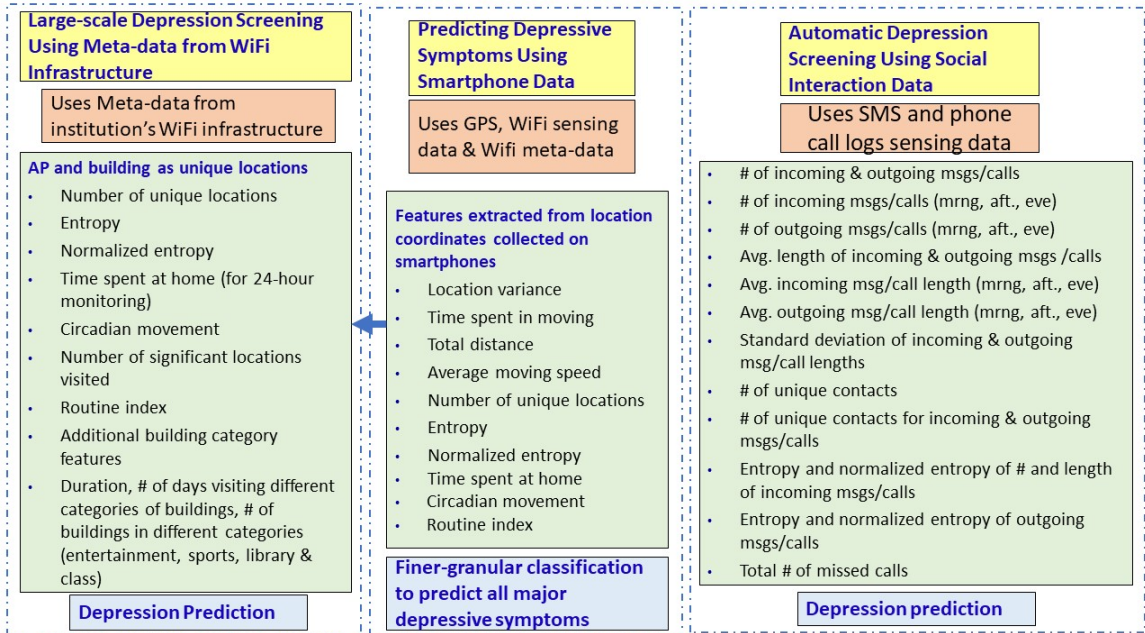 Large-scale Depression Screening
Using Meta-data from WiFi
Infrastructure
Uses Meta-data from
institution's WiFi infrastructure
AP and building as unique locations
• Number of unique locations
• Entropy
• Normalized entropy
• Time spent at home (for 24-hour
monitoring)
• Circadian movement
• Number of significant locations
visited
• Routine index
• Additional building category
features
• Duration, # of days visiting different
categories of buildings, # of
buildings in different categories
(entertainment, sports, library &
class)
Depression Prediction
Predicting Depressive
Symptoms Using
Smartphone Data
Uses GPS, WiFi sensing
data & Wifi meta-data
Features extracted from location
coordinates collected on
smartphones
• Location variance
• Time spent in moving
• Total distance
• Average moving speed
• Number of unique locations
• Entropy
• Normalized entropy
• Time spent at home
• Circadian movement
• Routine index
Finer-granular classification
to predict all major
depressive symptoms
Automatic Depression
Screening Using Social
Interaction Data
Uses SMS and phone
call logs sensing data
• # of incoming & outgoing msgs/calls
• # of incoming msgs/calls (mrng, aft., eve)
• # of outgoing msgs/calls (mrng, aft., eve)
• Avg. length of incoming & outgoing msgs /calls
• Avg. incoming msg/call length (mrng, aft., eve)
• Avg. outgoing msg/call length (mrng, aft., eve)
• Standard deviation of incoming & outgoing
msg/call lengths
• # of unique contacts
• # of unique contacts for incoming & outgoing
msgs/calls
• Entropy and normalized entropy of # and length
of incoming msgs/calls
• Entropy and normalized entropy of outgoing
msgs/calls
• Total # of missed calls
Depression prediction